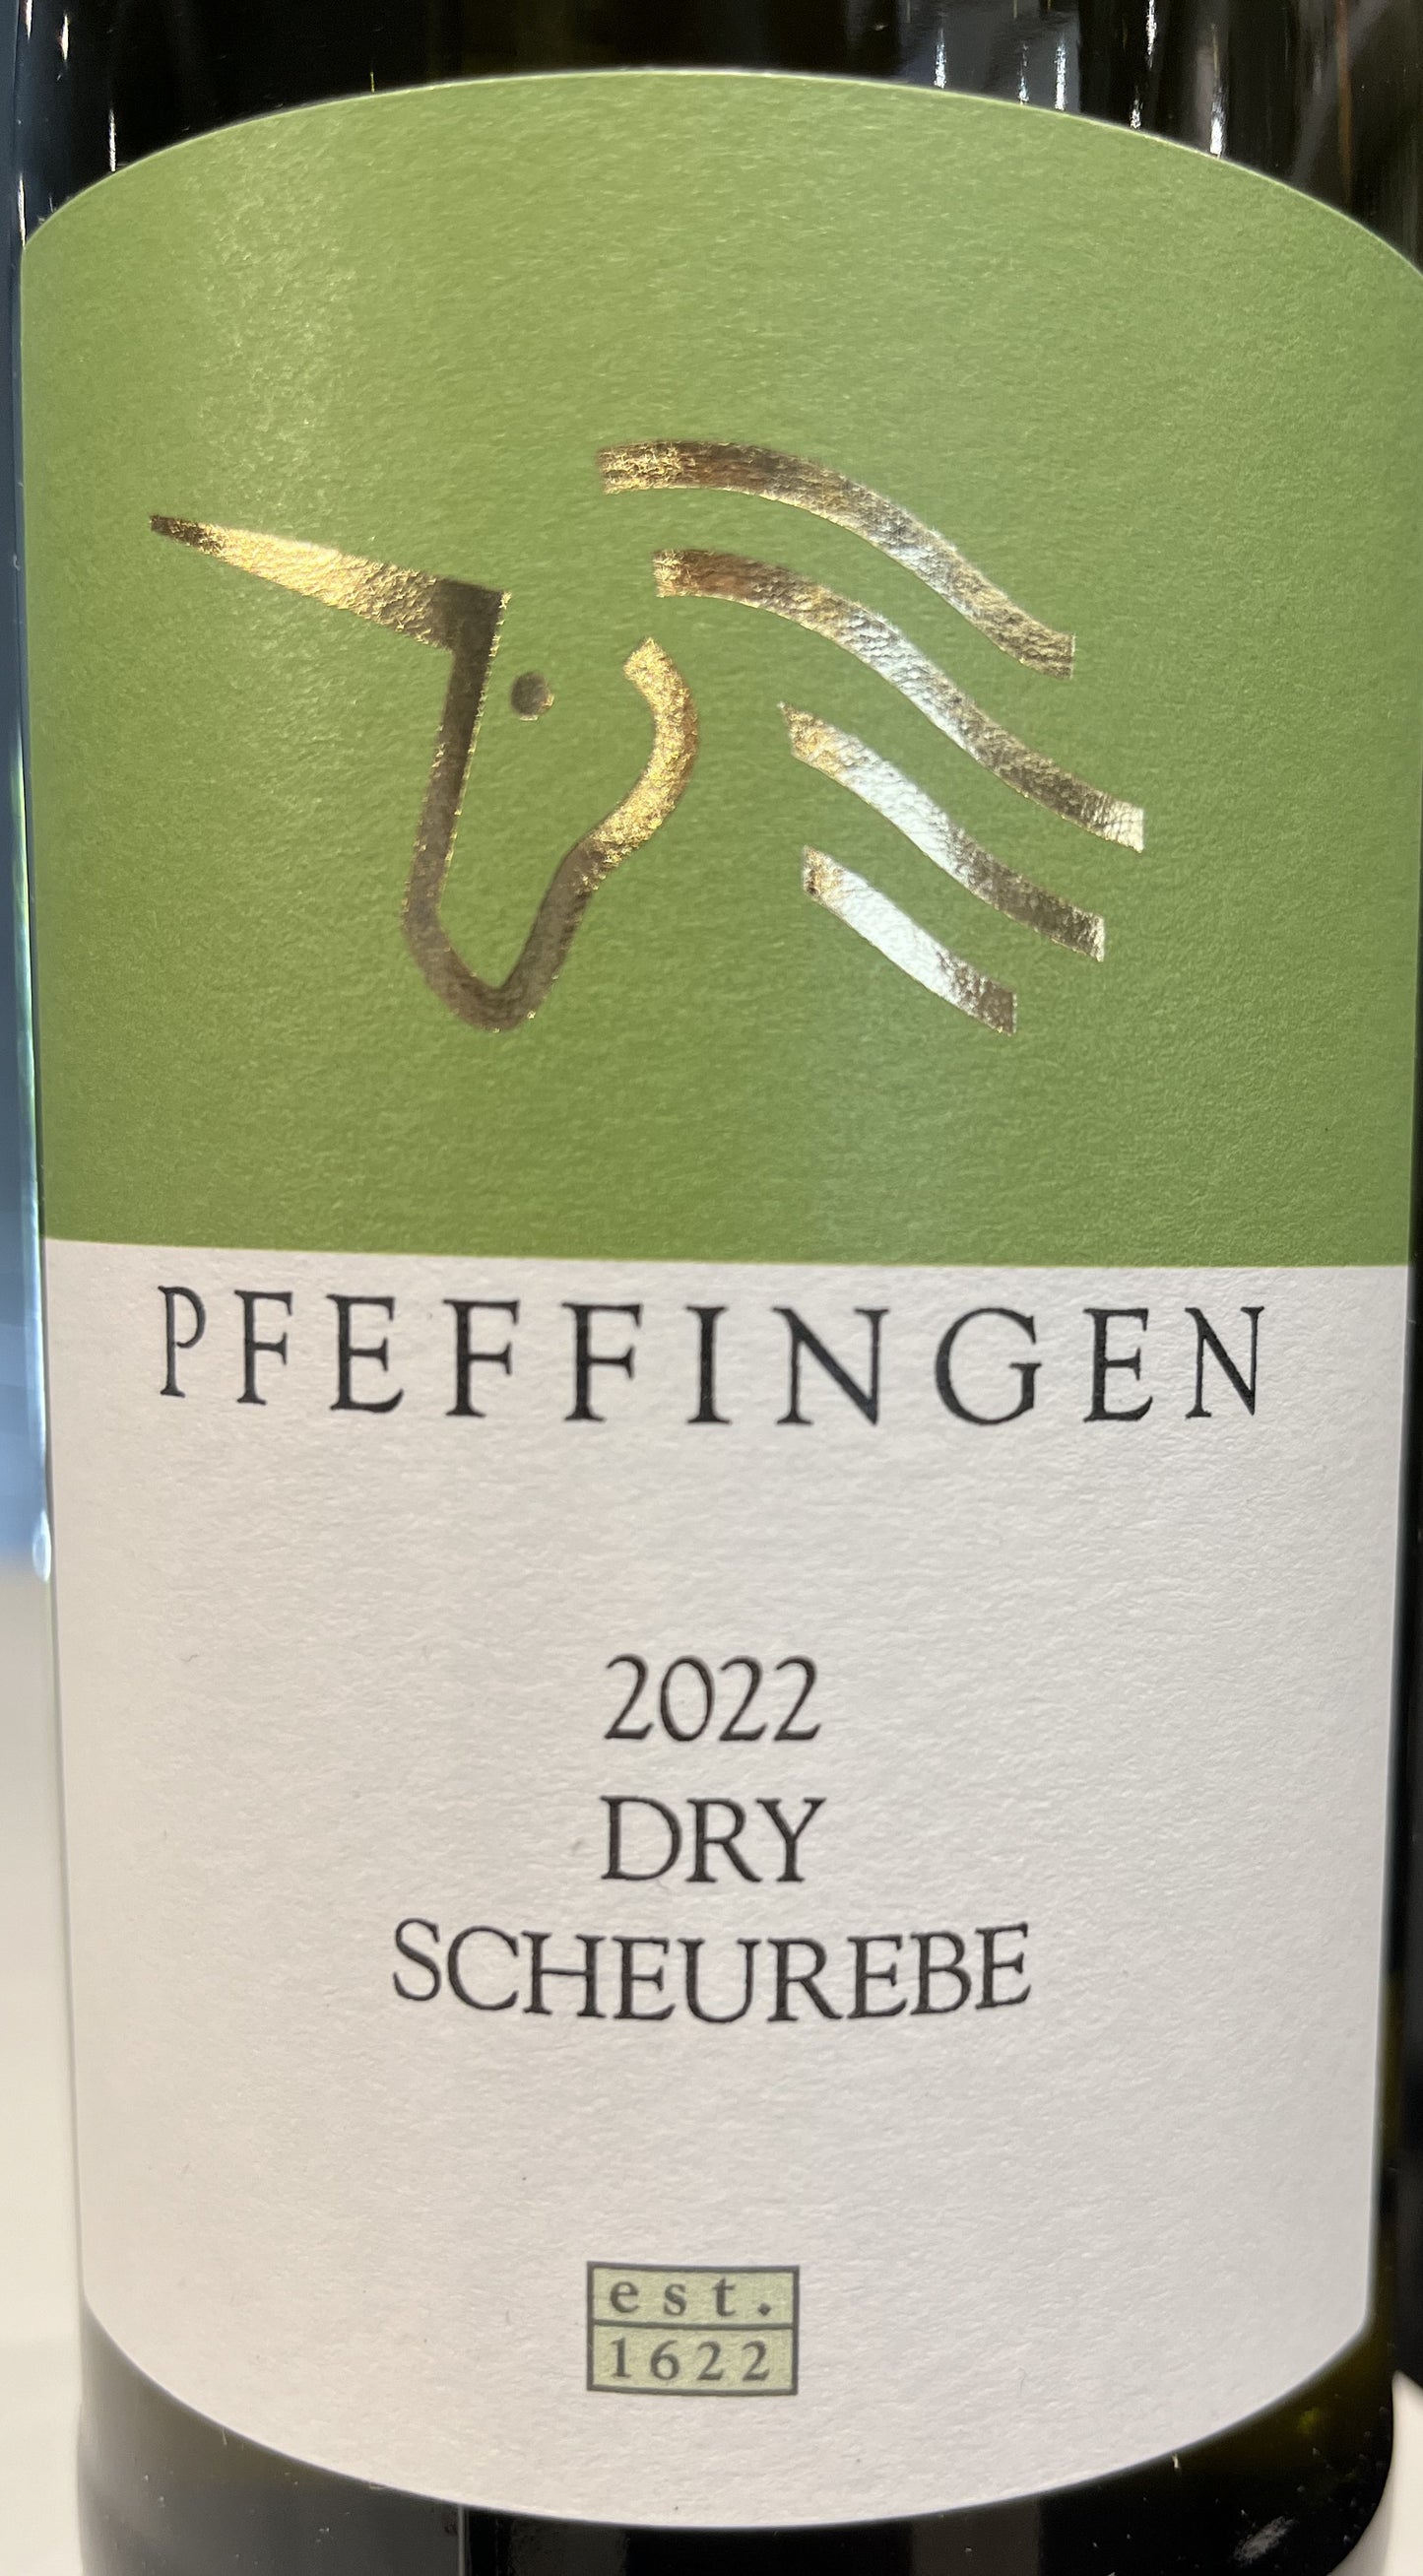 PFEFFINGEN
2022
DRY
SCHEUREBE
est.
1622